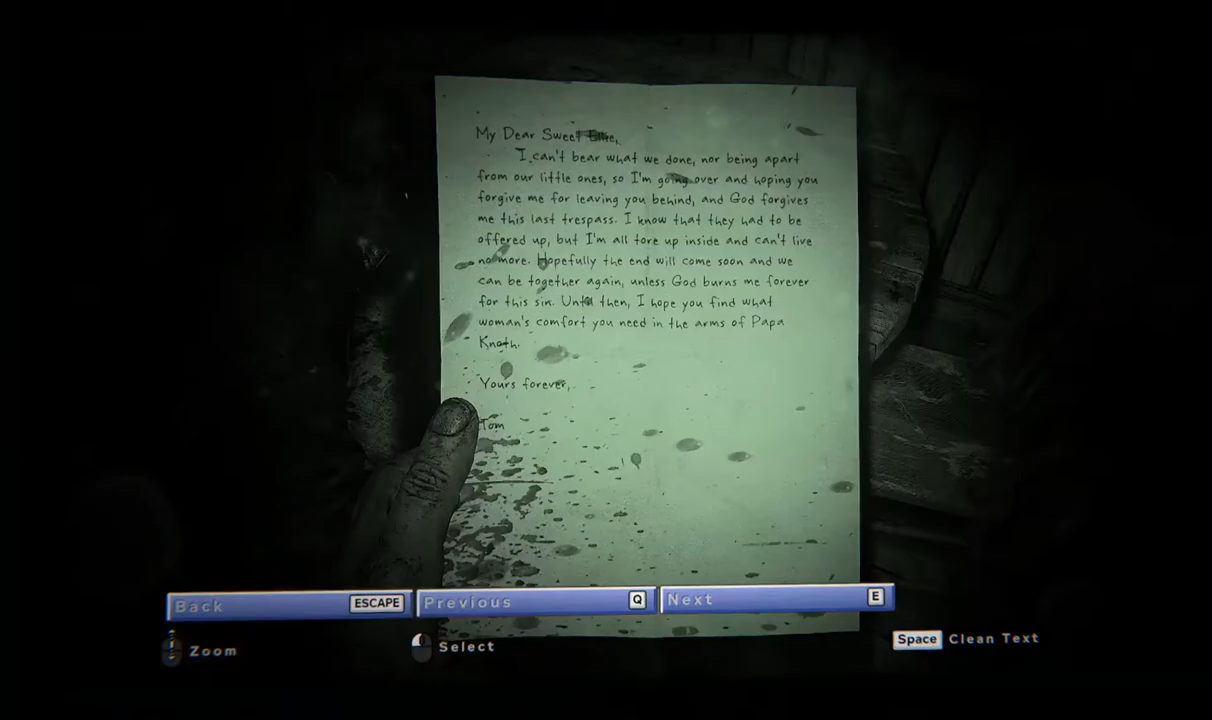 My Dear Sweet Ellie,
I can't bear what we done, nor being apart
from our little ones, so I'm going over and hoping you
forgive me for leaving you behind, and God forgives
me this last trespass. I know that they had to be
offered up, but I'm all tore up inside and can't live
no more. Hopefully the end will come soon and we
can be together again, unless God burns me forever
for this sin. Until then, I hope you find what
woman's comfort you need in the arms of Papa
Knoth.
Yours forever,
Tom
Back ESCAPE Previous Q Next E
Zoom Select Space Clean Text